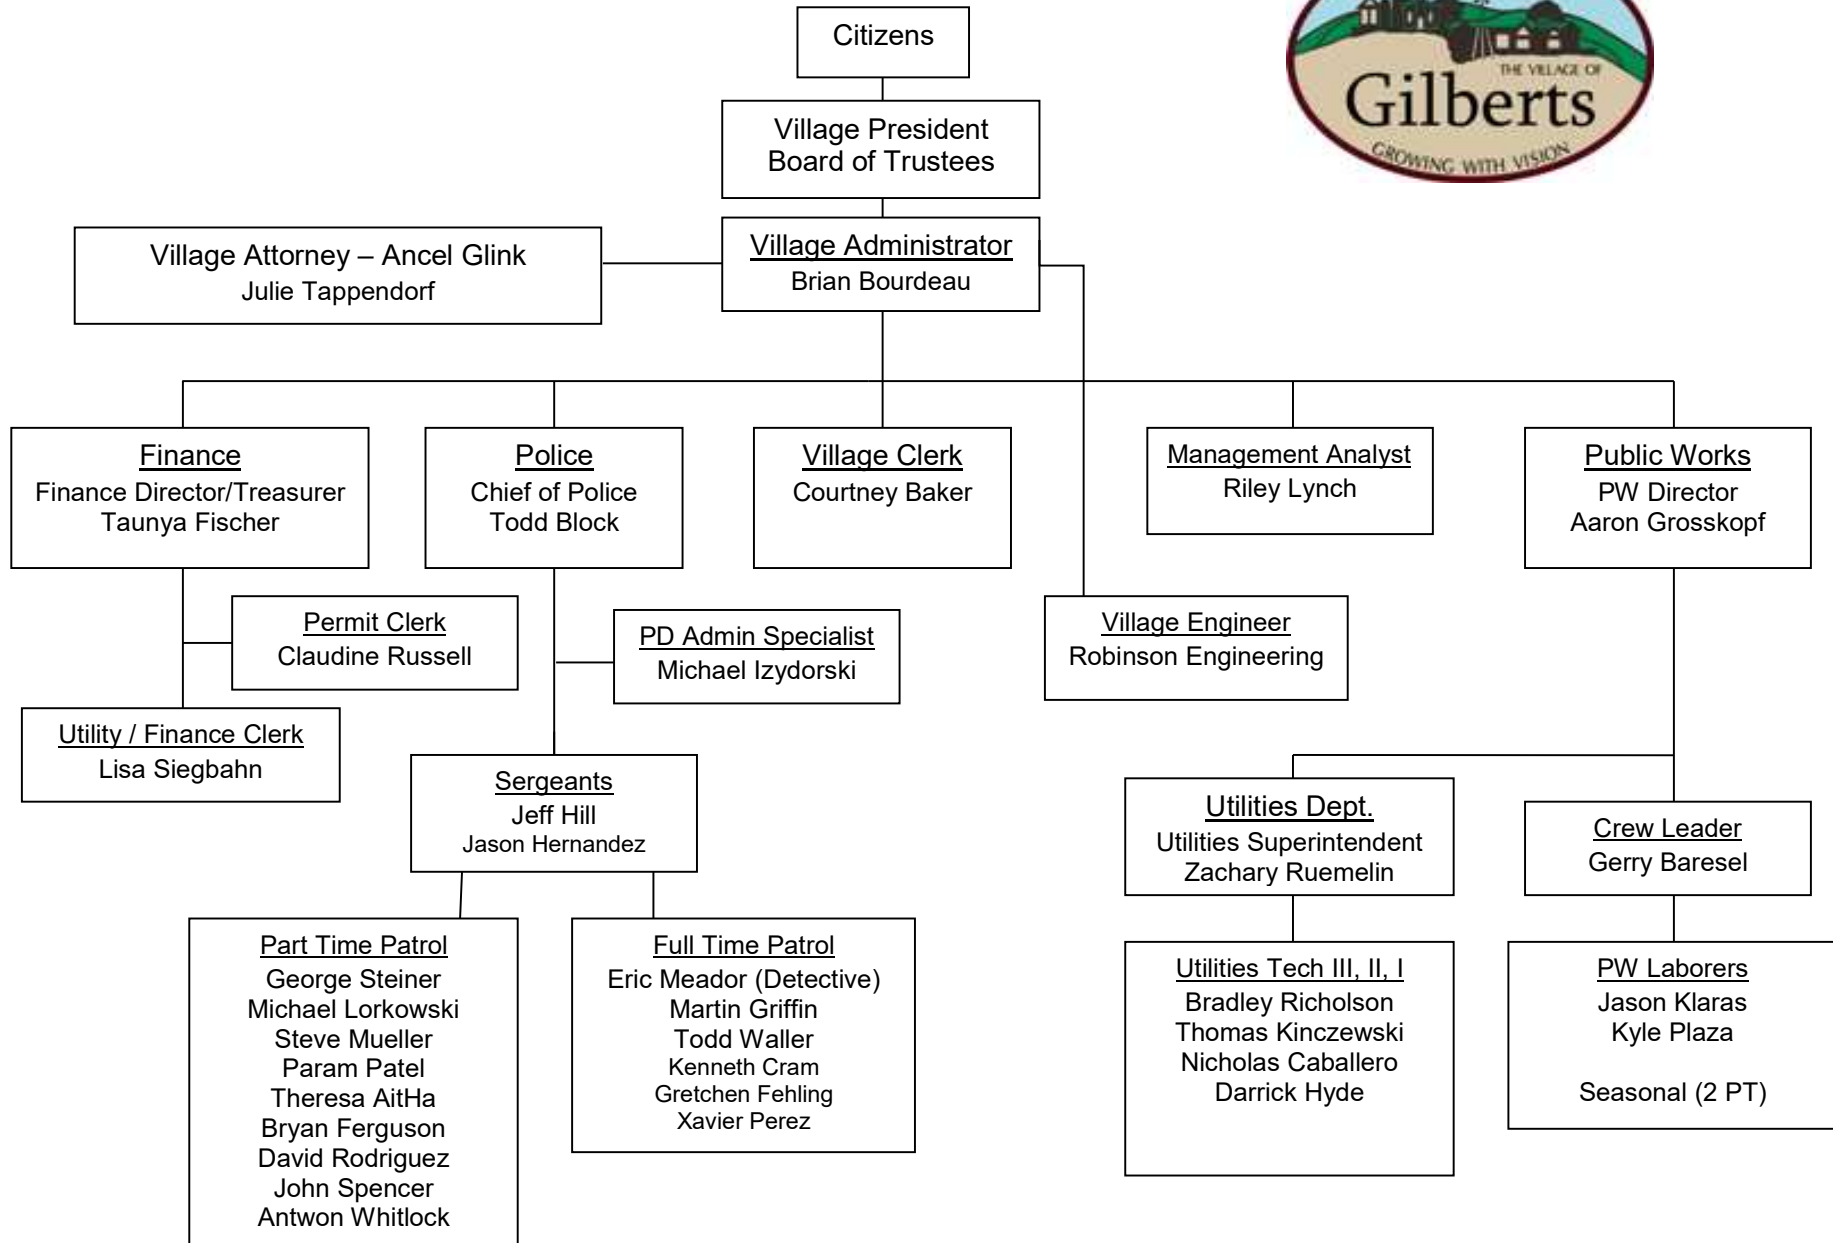 Citizens
THE VILLAGE OF
Gilberts
GROWING WITH VISION
Village President
Board of Trustees
Village Attorney – Ancel Glink
Julie Tappendorf
Village Administrator
Brian Bourdeau
Finance
Finance Director/Treasurer
Taunya Fischer
Police
Chief of Police
Todd Block
Village Clerk
Courtney Baker
Management Analyst
Riley Lynch
Public Works
PW Director
Aaron Grosskopf
Permit Clerk
Claudine Russell
PD Admin Specialist
Michael Izydorski
Village Engineer
Robinson Engineering
Utility / Finance Clerk
Lisa Siegbahn
Sergeants
Jeff Hill
Jason Hernandez
Utilities Dept.
Utilities Superintendent
Zachary Ruemelin
Crew Leader
Gerry Baresel
Part Time Patrol
George Steiner
Michael Lorkowski
Steve Mueller
Param Patel
Theresa AitHa
Bryan Ferguson
David Rodriguez
John Spencer
Antwon Whitlock
Full Time Patrol
Eric Meador (Detective)
Martin Griffin
Todd Waller
Kenneth Cram
Gretchen Fehling
Xavier Perez
Utilities Tech III, II, I
Bradley Richolson
Thomas Kinczewski
Nicholas Caballero
Darrick Hyde
PW Laborers
Jason Klaras
Kyle Plaza
Seasonal (2 PT)